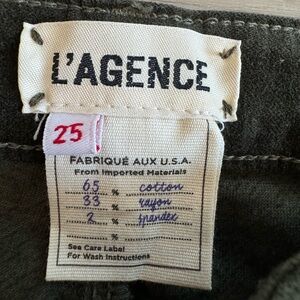 L'AGENCE
25
FABRIQUÉ AUX U.S.A.
From Imported Materials
65 % cotton
33 % rayon
2 % spandex
%
See Care Label
For Wash Instructions